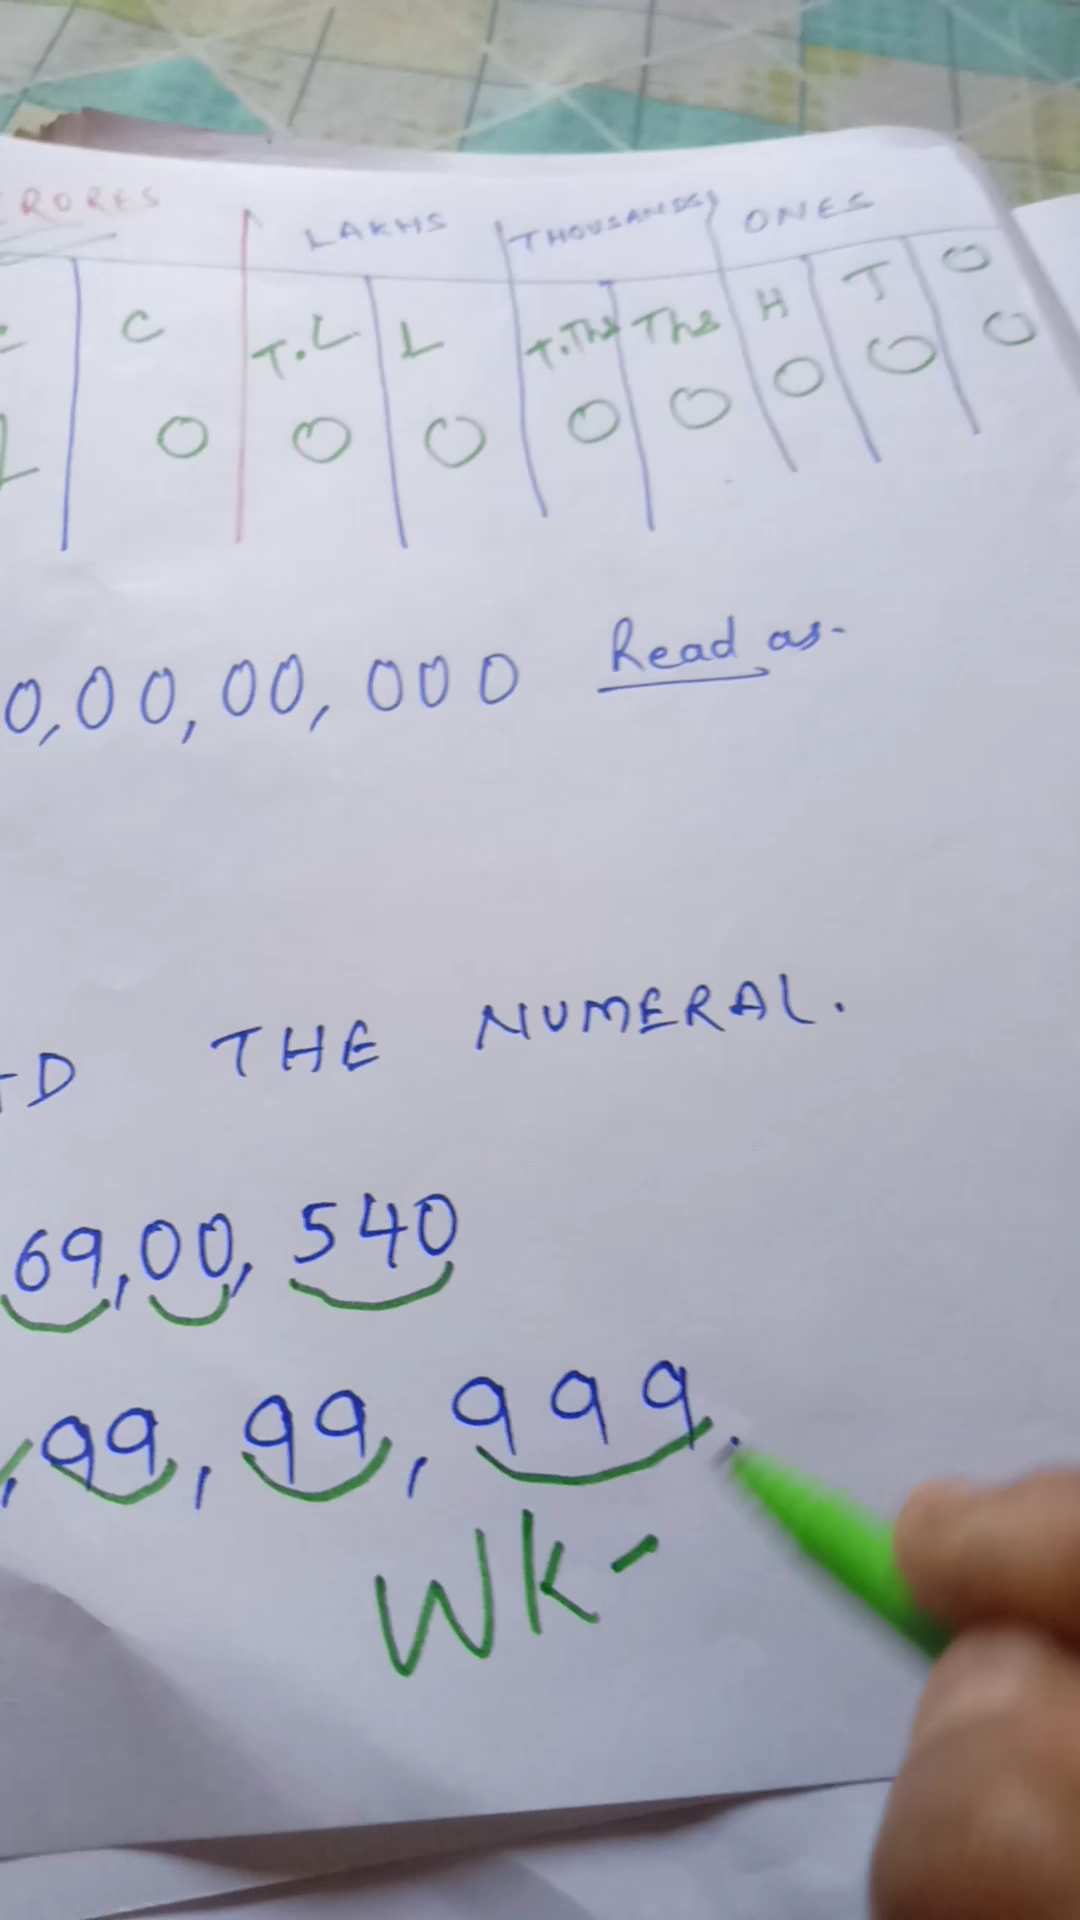 CRORES LAKHS THOUSANDS ONES
C T.L L T.Ths Ths H T O
0 0 0 0 0 0 0 0
0,00,00,000 Read as-
THE NUMERAL.
69,00,540
,99,99,999.
WK-